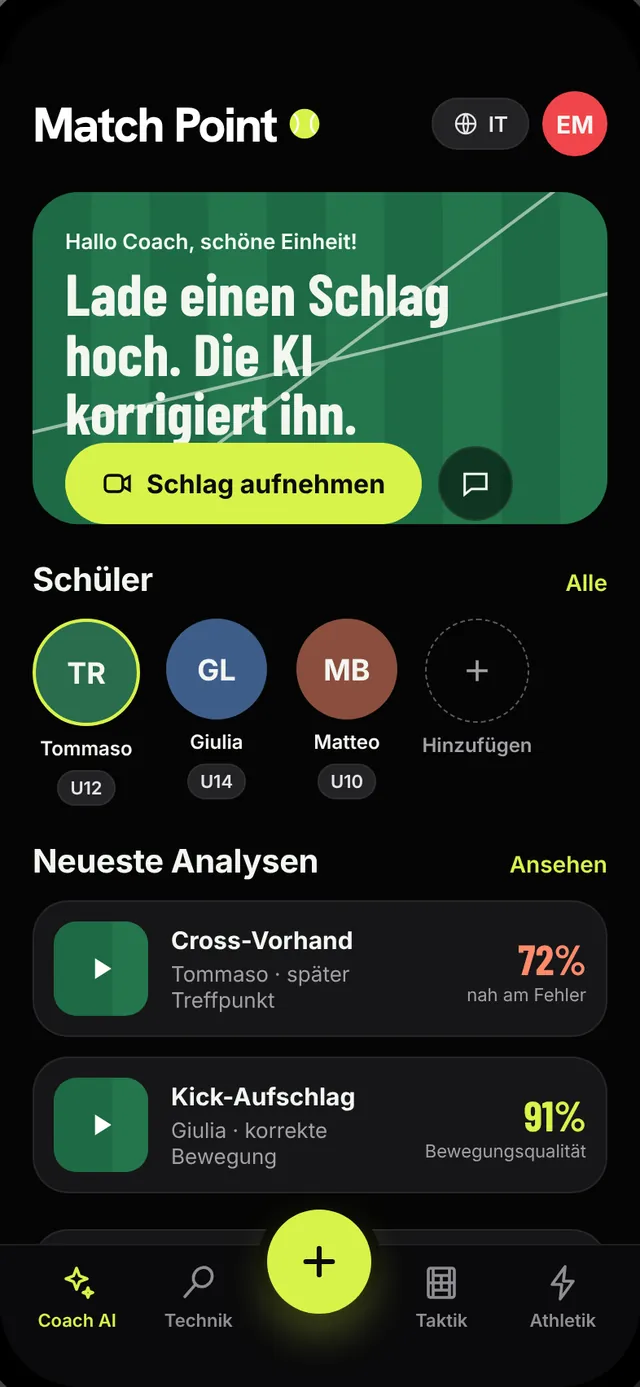 Match Point
IT
EM
Hallo Coach, schöne Einheit!
Lade einen Schlag
hoch. Die KI
korrigiert ihn.
Schlag aufnehmen
Schüler
Alle
TR
GL
MB
Tommaso
Giulia
Matteo
Hinzufügen
U12
U14
U10
Neueste Analysen
Ansehen
Cross-Vorhand
Tommaso · später
Treffpunkt
72%
nah am Fehler
Kick-Aufschlag
Giulia · korrekte
Bewegung
91%
Bewegungsqualität
Coach AI
Technik
Taktik
Athletik